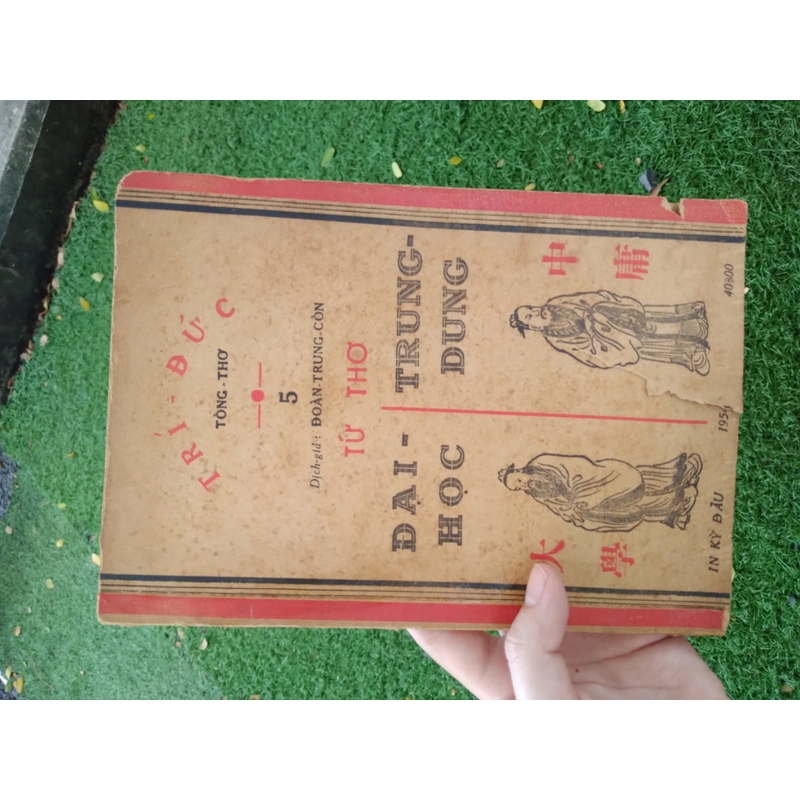 TRÍ - ĐỨC
TÒNG - THƠ
5
Dịch-giả : ĐOÀN-TRUNG-CÒN
TỨ THƠ
ĐẠI -
HỌC
大
學
TRUNG-
DUNG
中
庸
IN KỲ ĐẦU
40$00